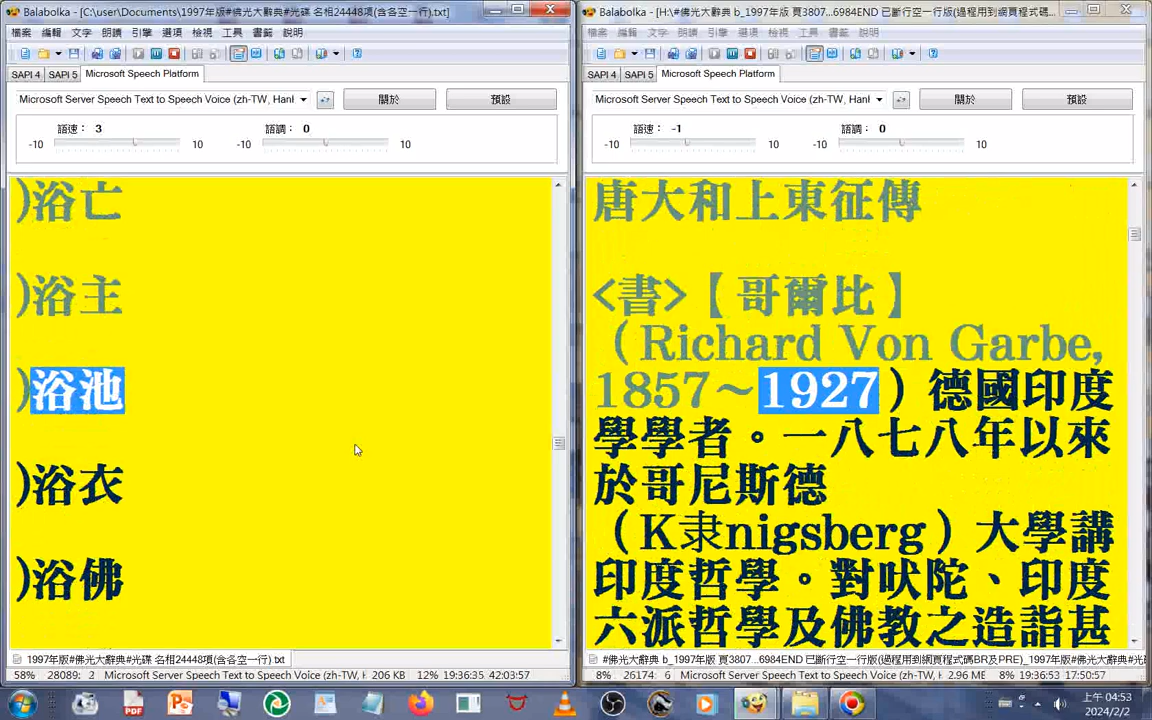 Balabolka - [C:\user\Documents\1997年版#佛光大辭典#光碟 名相24448項(含各空一行).txt]
檔案 編輯 文字 朗讀 引擎 選項 檢視 工具 書籤 說明
SAPI 4 SAPI 5 Microsoft Speech Platform
Microsoft Server Speech Text to Speech Voice (zh-TW, Hanl
關於
預設
語速： 3
語調： 0
-10 10 -10 10
)浴亡
)浴主
)浴池
)浴衣
)浴佛
1997年版#佛光大辭典#光碟 名相24448項(含各空一行).txt
58% 28089: 2 Microsoft Server Speech Text to Speech Voice (zh-TW, H 206 KB 12% 19:36:35 42:03:57
Balabolka - [H:\#佛光大辭典 b_1997年版 頁3807...6984END 已斷行空一行版(過程用到網頁程式碼...
檔案 編輯 文字 朗讀 引擎 選項 檢視 工具 書籤 說明
SAPI 4 SAPI 5 Microsoft Speech Platform
Microsoft Server Speech Text to Speech Voice (zh-TW, Hanl
關於
預設
語速： -1
語調： 0
-10 10 -10 10
唐大和上東征傳
<書>【哥爾比】
（Richard Von Garbe,
1857～1927）德國印度
學學者。一八七八年以來
於哥尼斯德
（K隶nigsberg）大學講
印度哲學。對吠陀、印度
六派哲學及佛教之造詣甚
#佛光大辭典 b_1997年版 頁3807...6984END 已斷行空一行版(過程用到網頁程式碼BR及PRE)_1997年版#佛光
8% 26174: 6 Microsoft Server Speech Text to Speech Voice (zh-TW, H 2.96 ME 8% 19:36:53 17:50:57
上午 04:53
2024/2/2